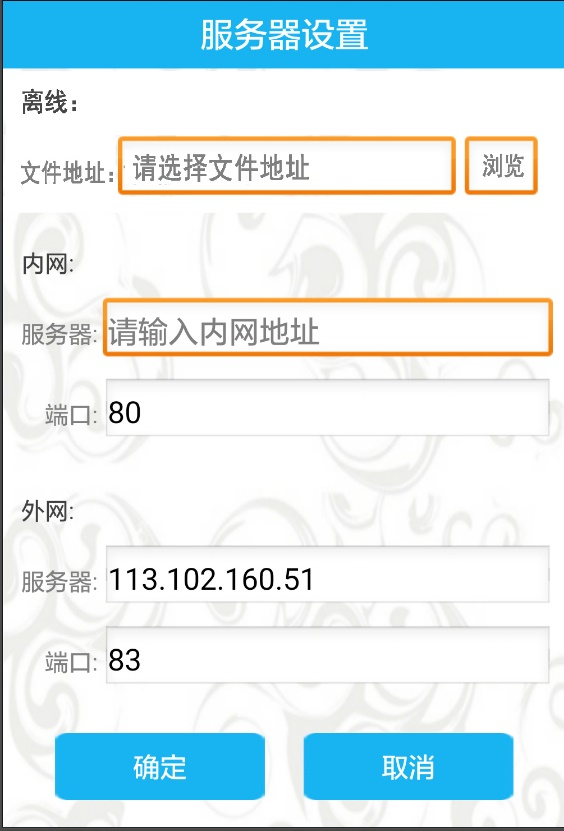 服务器设置
离线：
文件地址： 请选择文件地址 浏览
内网:
服务器: 请输入内网地址
端口: 80
外网:
服务器: 113.102.160.51
端口: 83
确定 取消